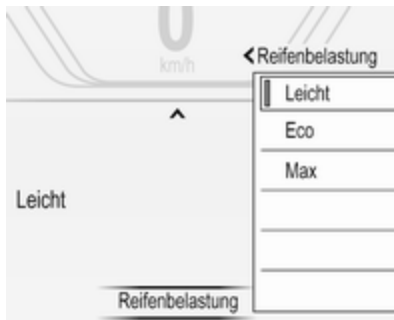 0
km/h
Reifenbelastung
Leicht
Eco
Max
Leicht
Reifenbelastung